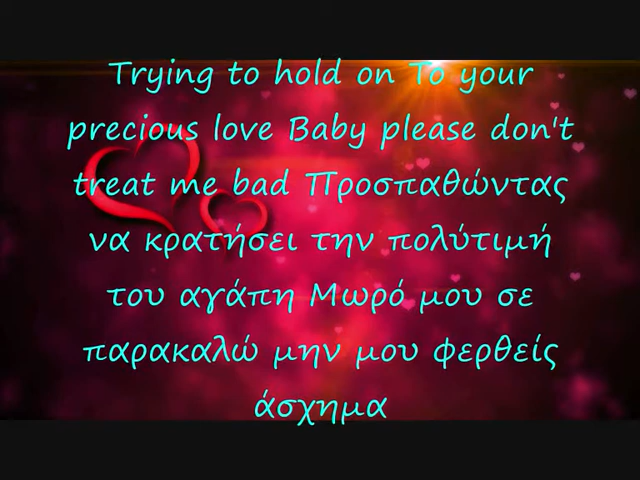 Trying to hold on To your
precious love Baby please don't
treat me bad Προσπαθώντας
να κρατήσει την πολύτιμή
του αγάπη Μωρό μου σε
παρακαλώ μην μου φερθείς
άσχημα